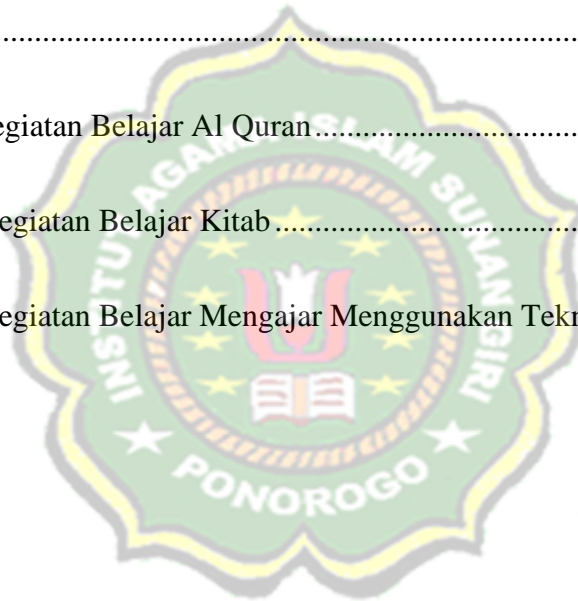 ................................................................
egiatan Belajar Al Quran................................
egiatan Belajar Kitab.....................................
egiatan Belajar Mengajar Menggunakan Tekn
INSTITUT AGAMA ISLAM SUNAN GIRI
PONOROGO